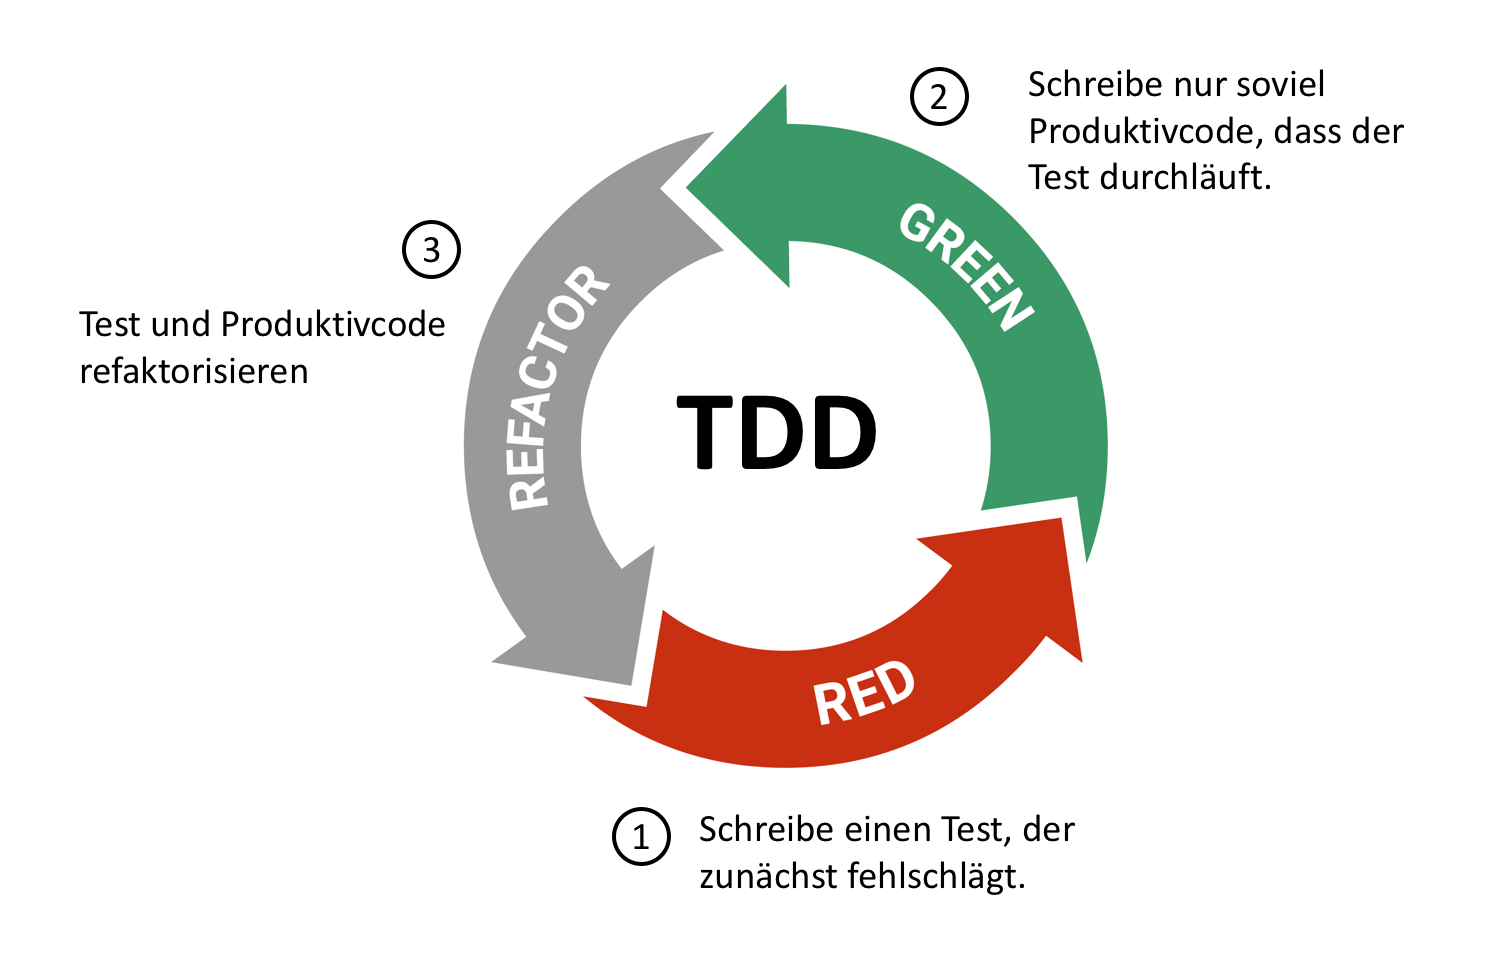 2
Schreibe nur soviel
Produktivcode, dass der
Test durchläuft.
GREEN
3
Test und Produktivcode
refaktorisieren
REFACTOR
TDD
RED
1
Schreibe einen Test, der
zunächst fehlschlägt.